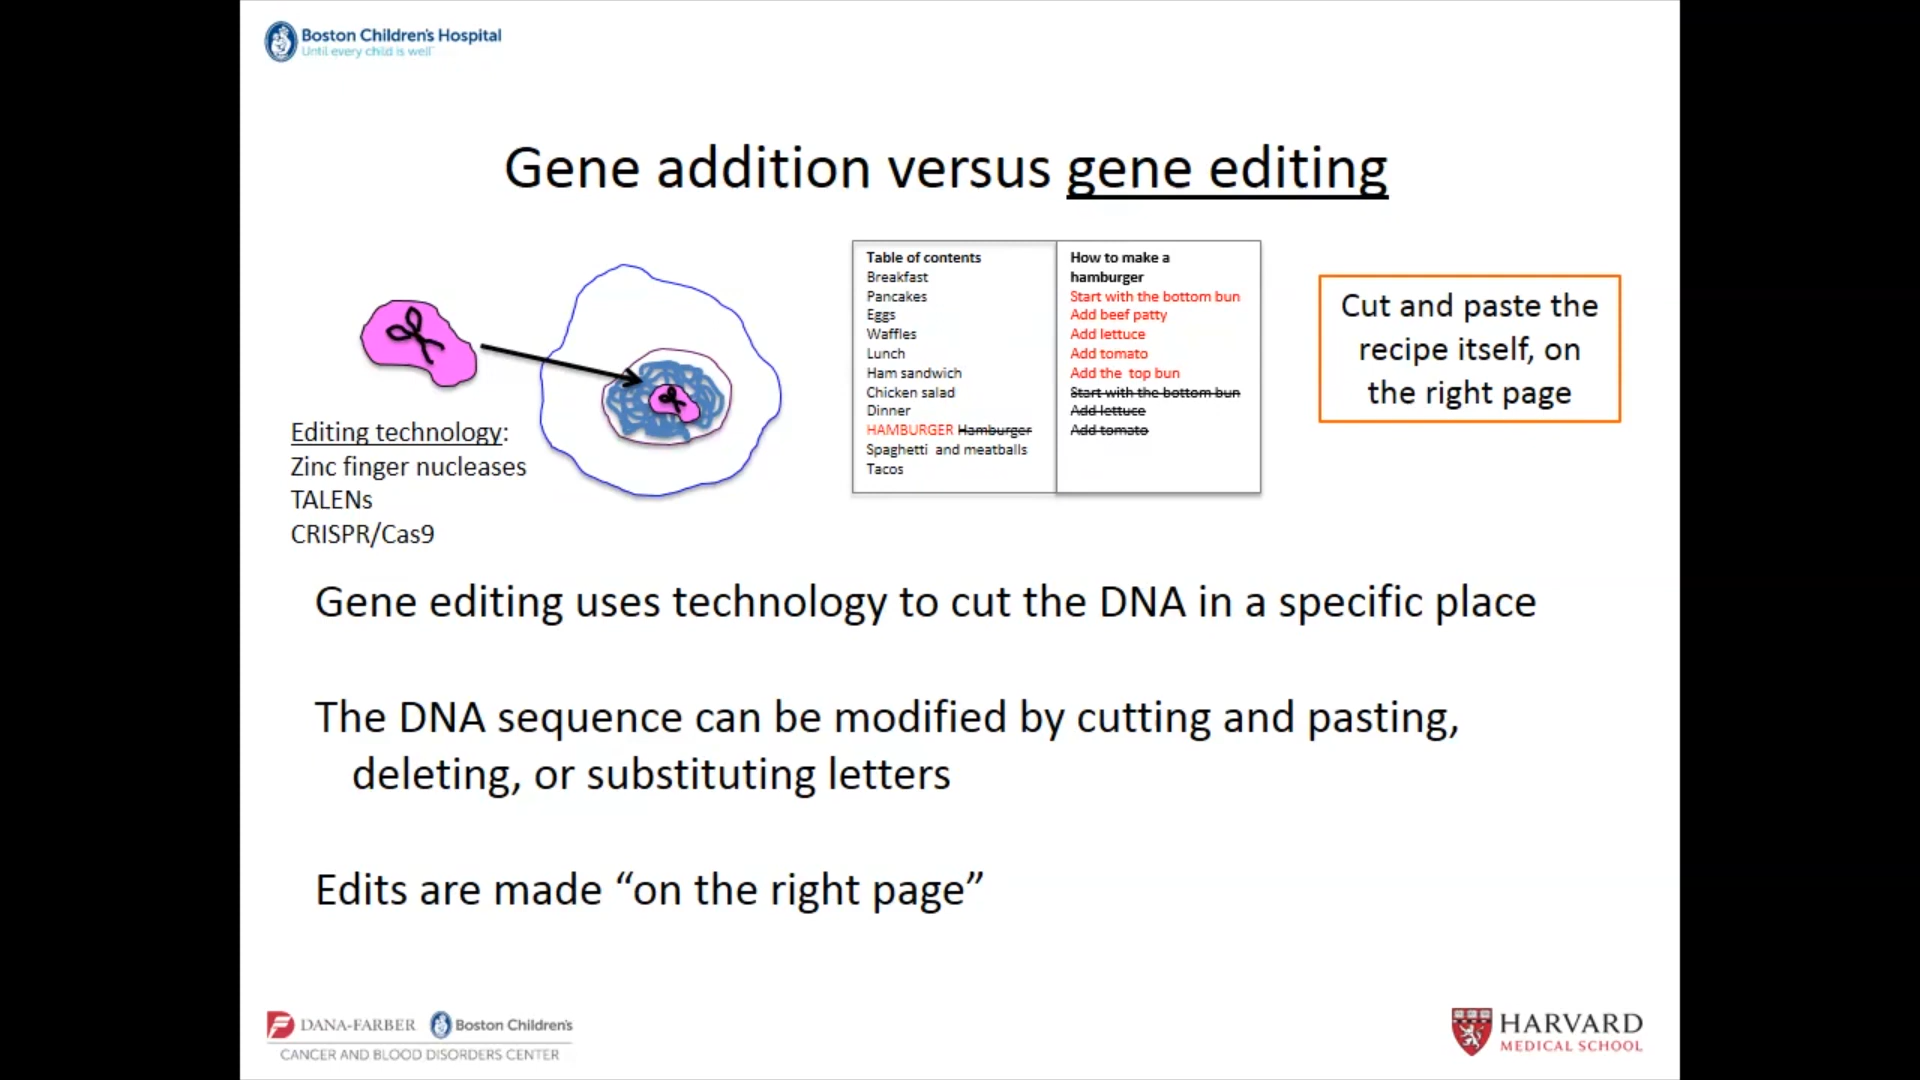 Boston Children's Hospital
Until every child is well
Gene addition versus gene editing
Editing technology:
Zinc finger nucleases
TALENs
CRISPR/Cas9
Table of contents
Breakfast
Pancakes
Eggs
Waffles
Lunch
Ham sandwich
Chicken salad
Dinner
HAMBURGER Hamburger
Spaghetti and meatballs
Tacos
How to make a
hamburger
Start with the bottom bun
Add beef patty
Add lettuce
Add tomato
Add the top bun
Start with the bottom bun
Add lettuce
Add tomato
Cut and paste the
recipe itself, on
the right page
Gene editing uses technology to cut the DNA in a specific place
The DNA sequence can be modified by cutting and pasting,
deleting, or substituting letters
Edits are made “on the right page”
DANA-FARBER Boston Children's
CANCER AND BLOOD DISORDERS CENTER
HARVARD
MEDICAL SCHOOL